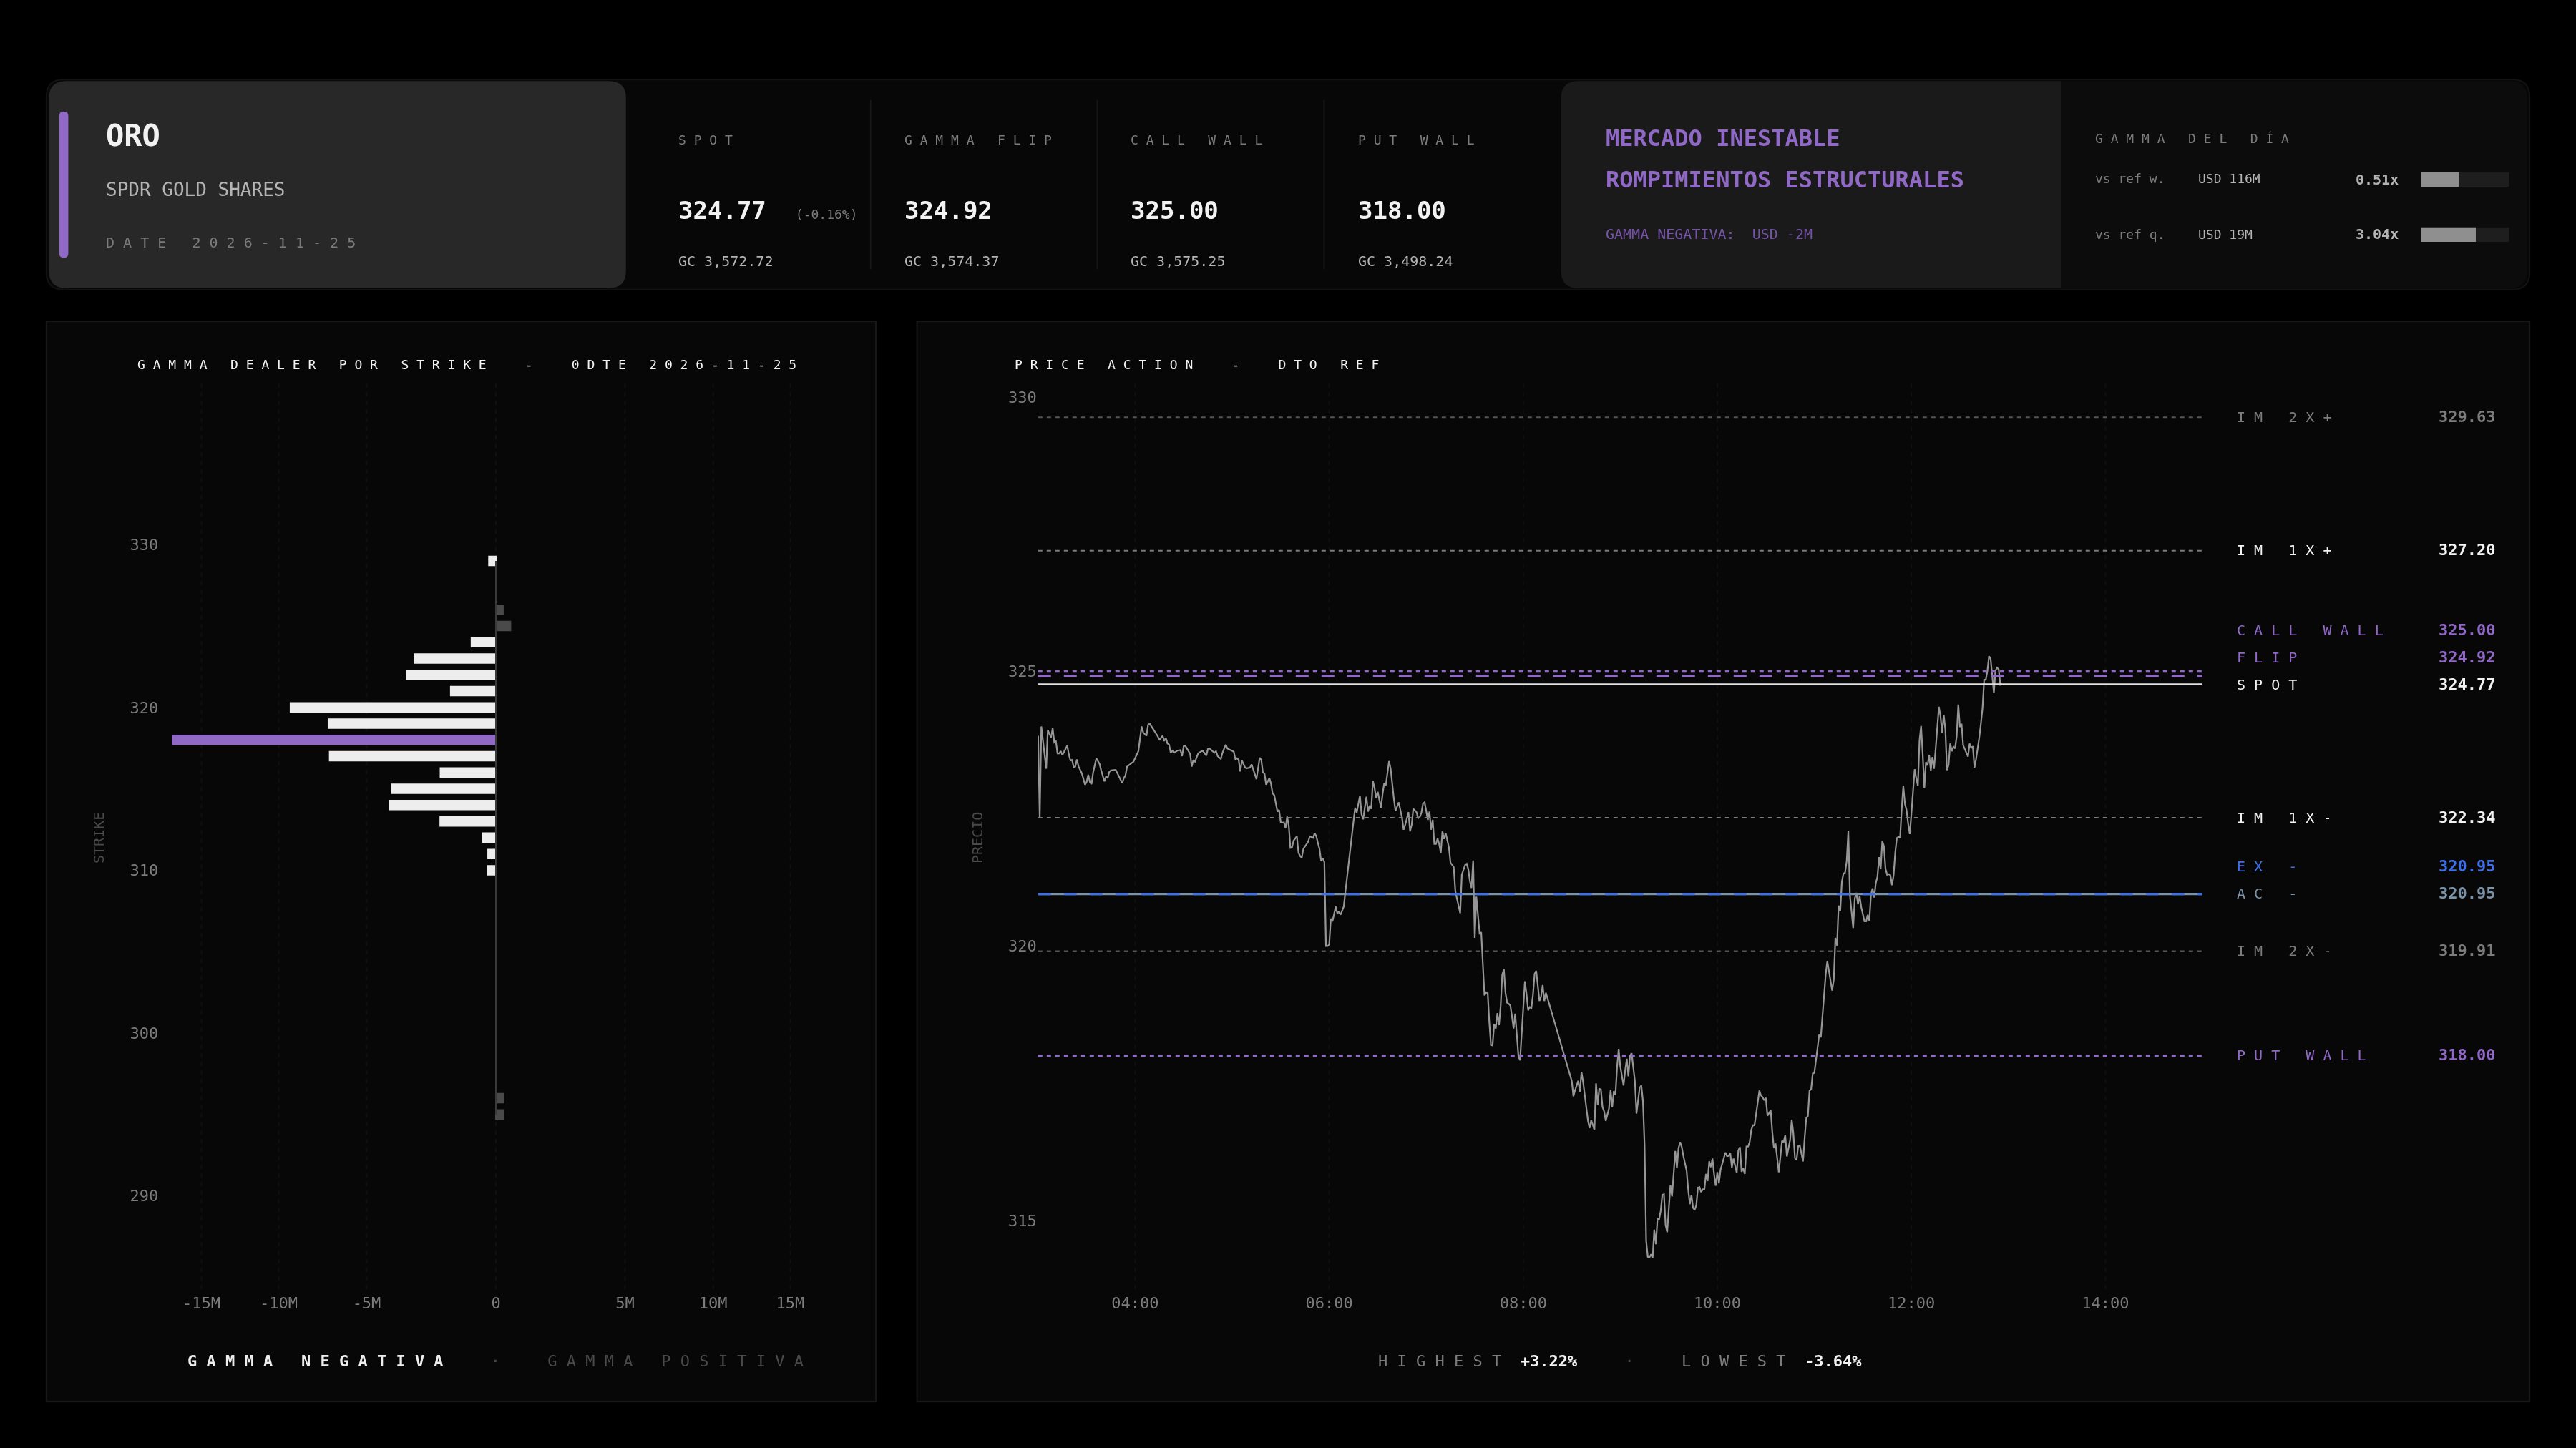 ORO
SPDR GOLD SHARES
DATE 2026-11-25
SPOT
324.77 (-0.16%)
GC 3,572.72
GAMMA FLIP
324.92
GC 3,574.37
CALL WALL
325.00
GC 3,575.25
PUT WALL
318.00
GC 3,498.24
MERCADO INESTABLE
ROMPIMIENTOS ESTRUCTURALES
GAMMA NEGATIVA: USD -2M
GAMMA DEL DÍA
vs ref w. USD 116M 0.51x
vs ref q. USD 19M 3.04x
GAMMA DEALER POR STRIKE - 0DTE 2026-11-25
STRIKE
330
320
310
300
290
-15M -10M -5M 0 5M 10M 15M
GAMMA NEGATIVA · GAMMA POSITIVA
PRICE ACTION - DTO REF
PRECIO
330
325
320
315
IM 2X+ 329.63
IM 1X+ 327.20
CALL WALL 325.00
FLIP 324.92
SPOT 324.77
IM 1X- 322.34
EX - 320.95
AC - 320.95
IM 2X- 319.91
PUT WALL 318.00
04:00 06:00 08:00 10:00 12:00 14:00
HIGHEST +3.22% · LOWEST -3.64%